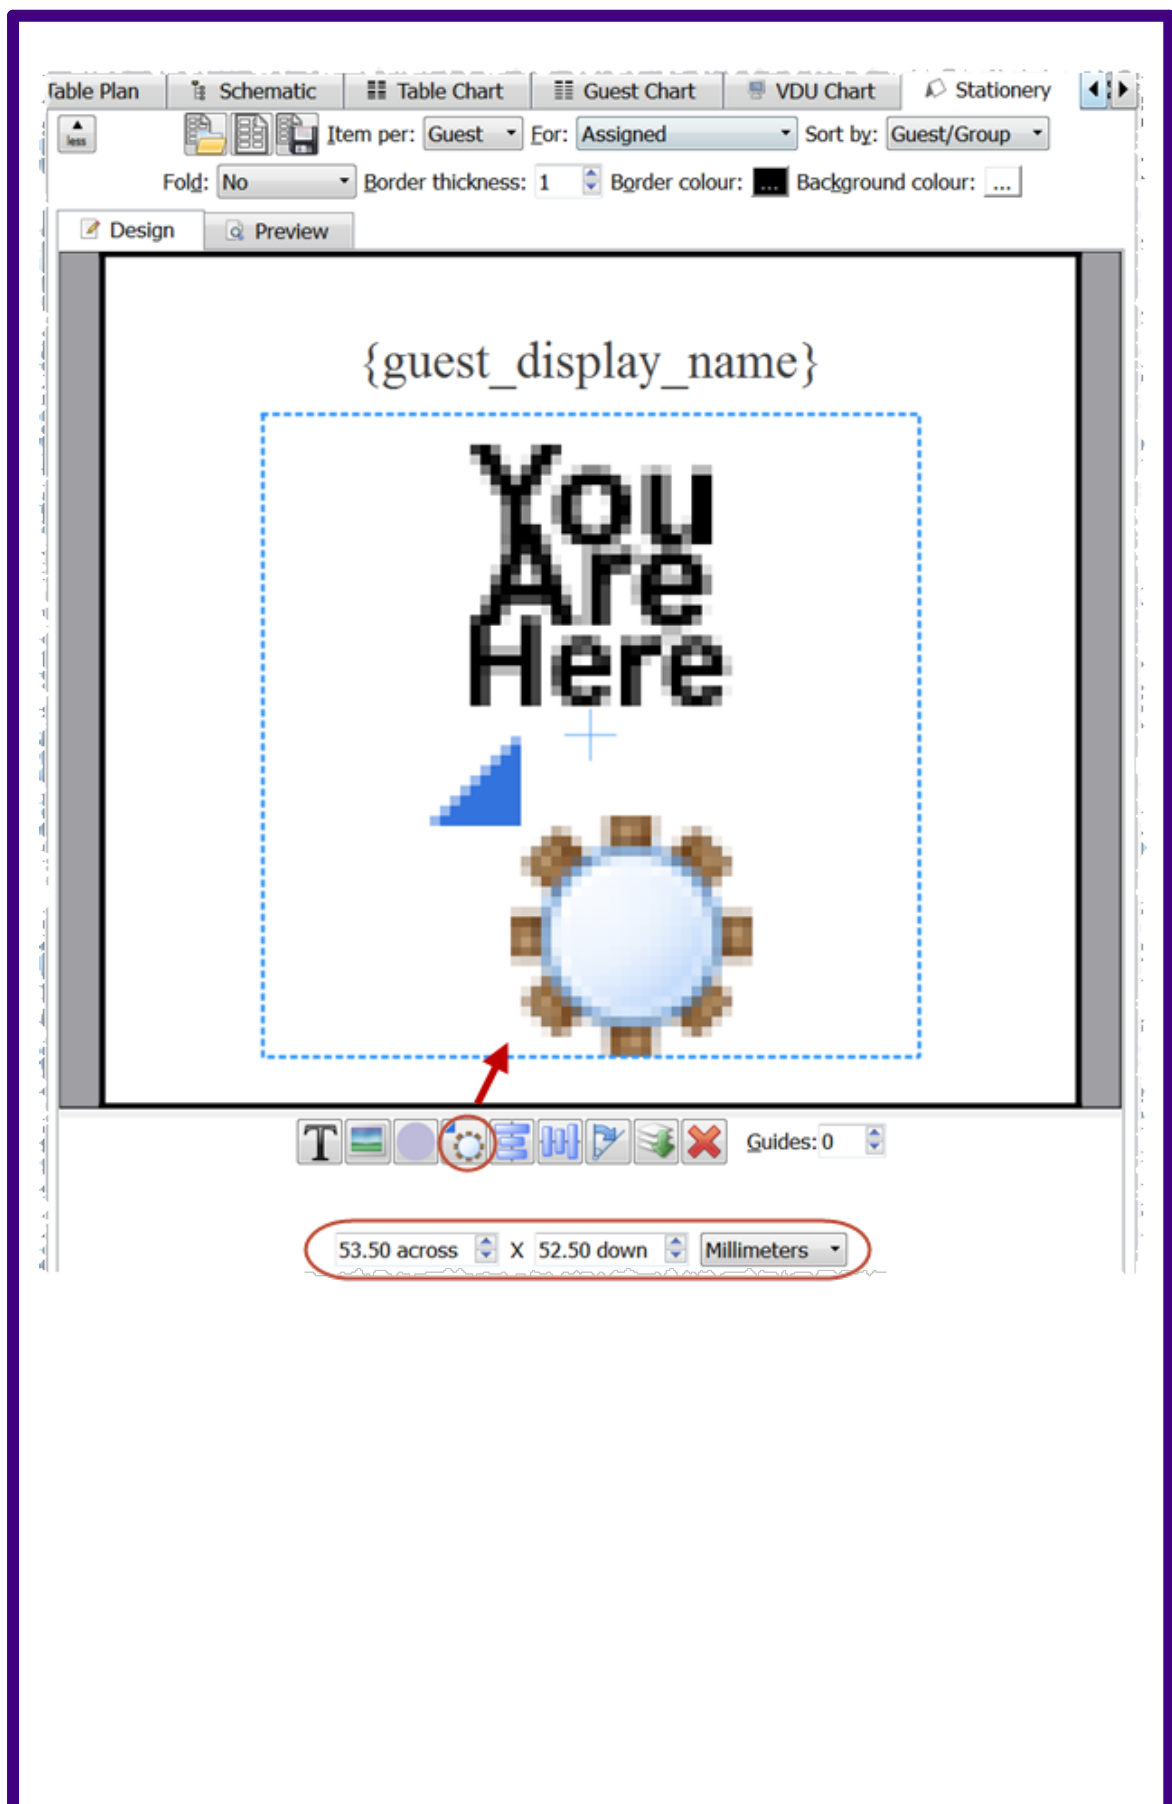 Table Plan Schematic Table Chart Guest Chart VDU Chart Stationery
less Item per: Guest For: Assigned Sort by: Guest/Group
Fold: No Border thickness: 1 Border colour: ... Background colour: ...
Design Preview
{guest_display_name}
You
Are
Here
T Guides: 0
53.50 across X 52.50 down Millimeters